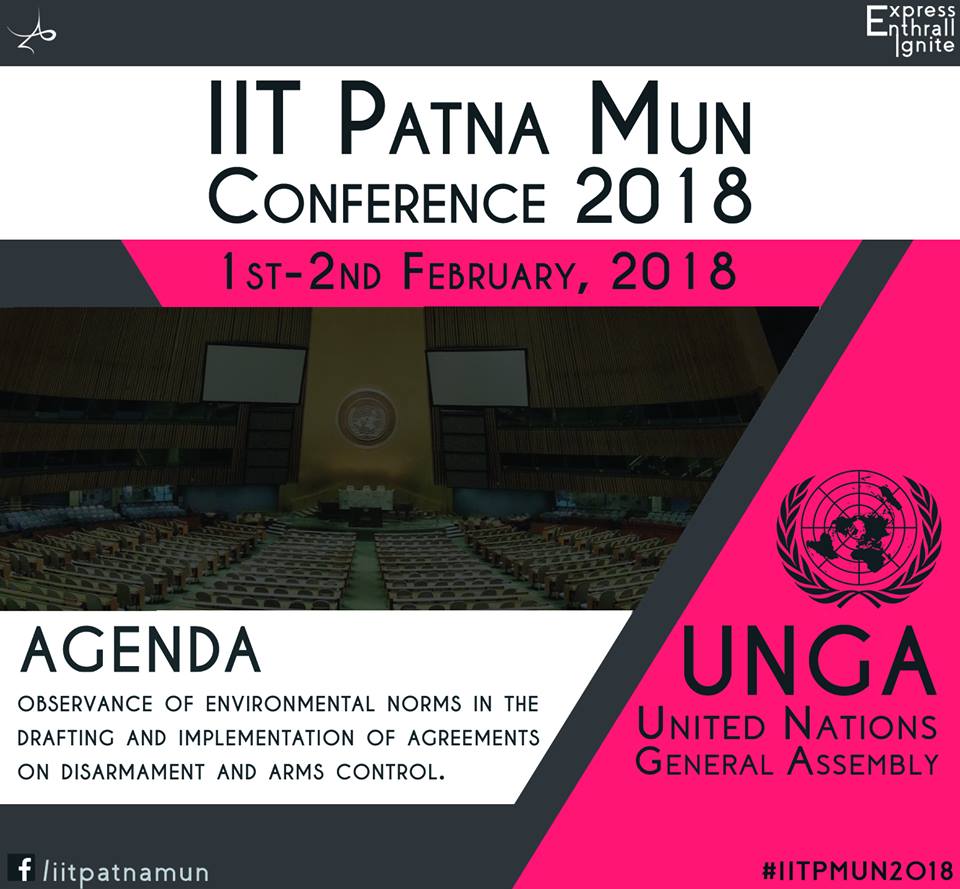 Express
Enthrall
Ignite
IIT Patna Mun
Conference 2018
1st-2nd February, 2018
AGENDA
OBSERVANCE OF ENVIRONMENTAL NORMS IN THE
DRAFTING AND IMPLEMENTATION OF AGREEMENTS
ON DISARMAMENT AND ARMS CONTROL.
UNGA
United Nations
General Assembly
f /iitpatnamun
#IITPMUN2018